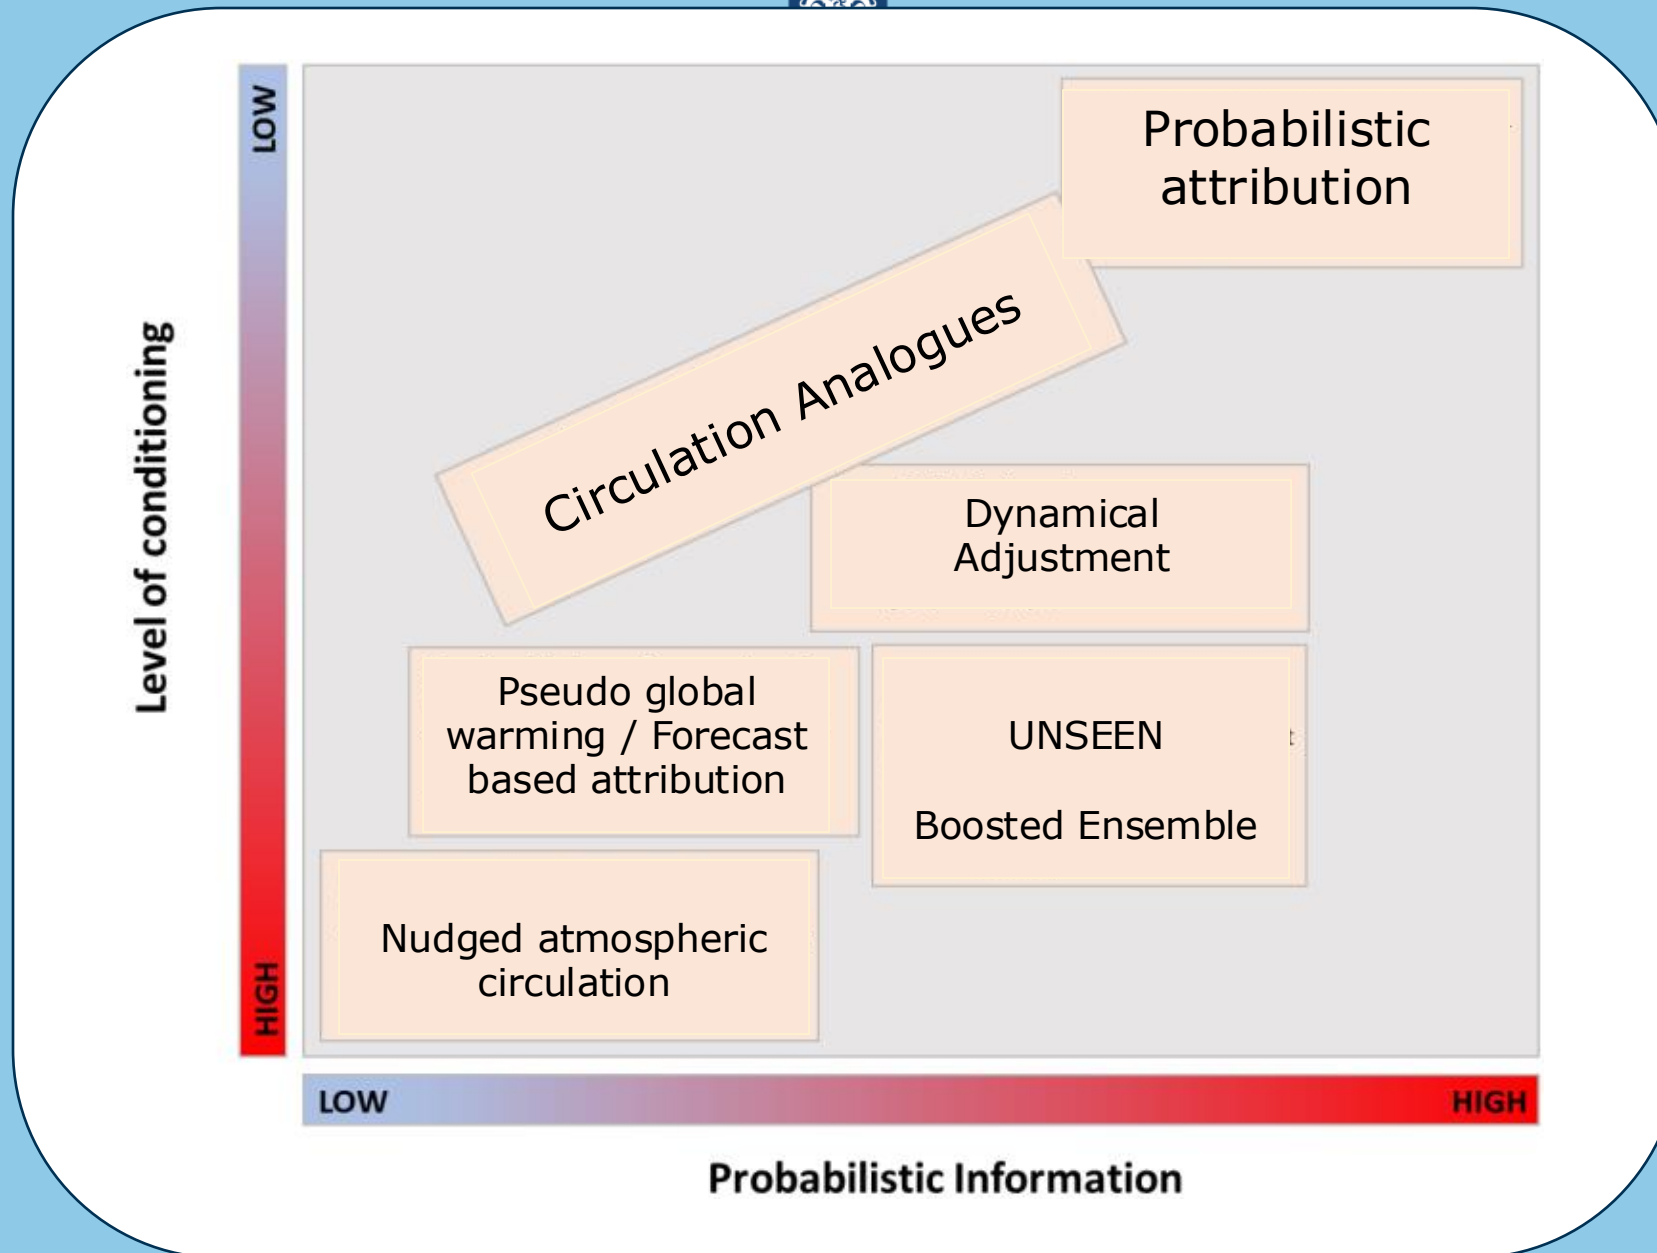 LOW
Probabilistic
attribution
Circulation Analogues
Level of conditioning
Dynamical
Adjustment
Pseudo global
warming / Forecast
based attribution
UNSEEN
Boosted Ensemble
Nudged atmospheric
circulation
HIGH
LOW
HIGH
Probabilistic Information